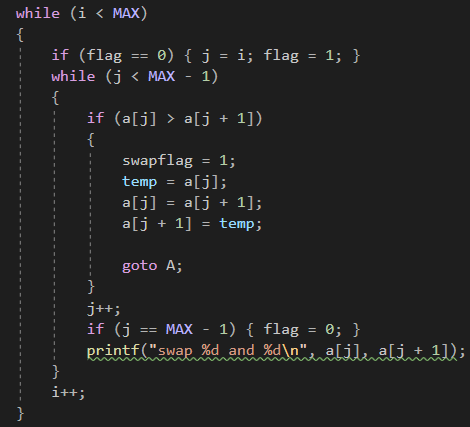 while (i < MAX)
{
    if (flag == 0) { j = i; flag = 1; }
    while (j < MAX - 1)
    {
        if (a[j] > a[j + 1])
        {
            swapflag = 1;
            temp = a[j];
            a[j] = a[j + 1];
            a[j + 1] = temp;

            goto A;
        }
        j++;
        if (j == MAX - 1) { flag = 0; }
        printf("swap %d and %d\n", a[j], a[j + 1]);
    }
    i++;
}